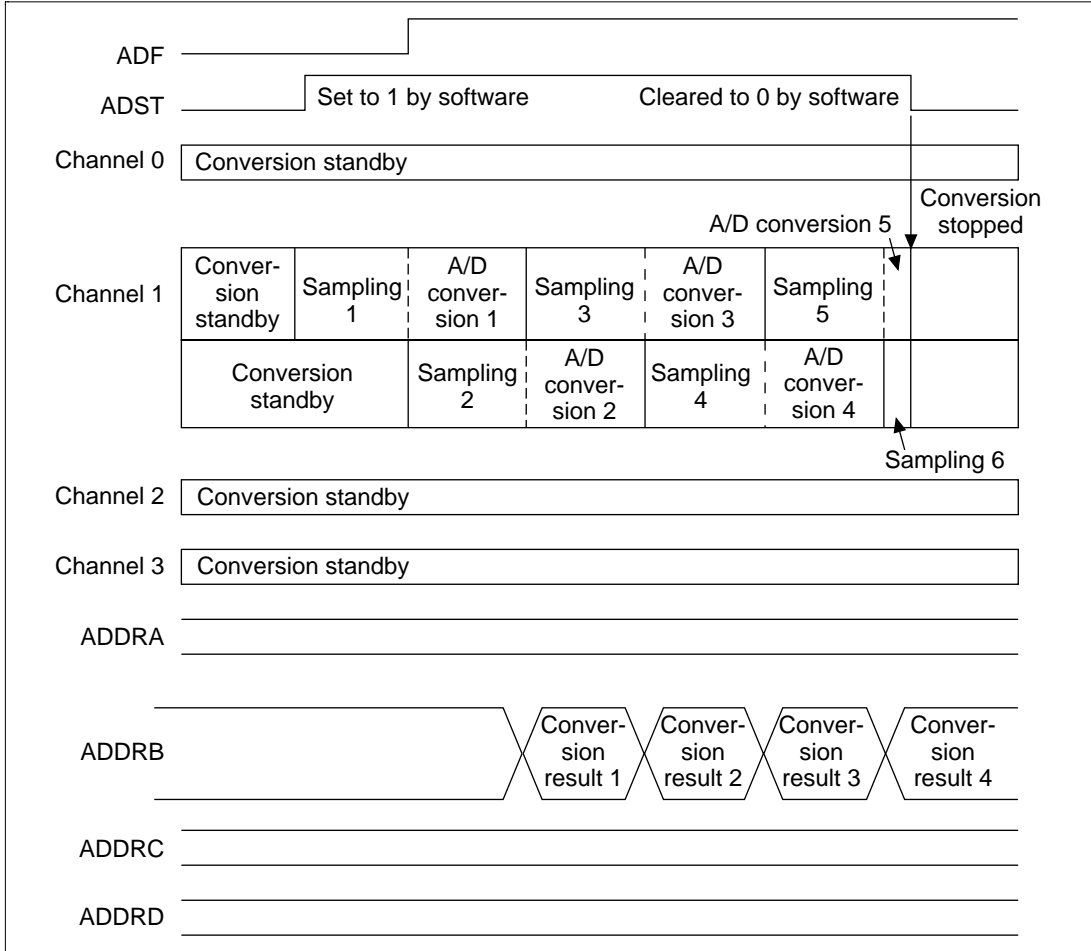 ADF
ADST
Set to 1 by software
Cleared to 0 by software
Channel 0
Conversion standby
Conversion
stopped
A/D conversion 5
Channel 1
Conver-
sion
standby
Sampling
1
A/D
conver-
sion 1
Sampling
3
A/D
conver-
sion 3
Sampling
5
Conversion
standby
Sampling
2
A/D
conver-
sion 2
Sampling
4
A/D
conver-
sion 4
Sampling 6
Channel 2
Conversion standby
Channel 3
Conversion standby
ADDRA
ADDRB
Conver-
sion
result 1
Conver-
sion
result 2
Conver-
sion
result 3
Conver-
sion
result 4
ADDRC
ADDRD